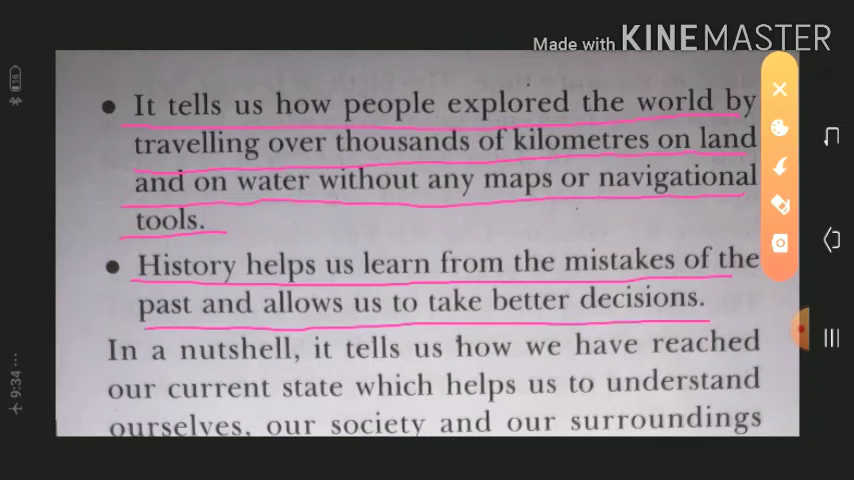 Made with KINEMASTER
• It tells us how people explored the world by
travelling over thousands of kilometres on land
and on water without any maps or navigational
tools.
• History helps us learn from the mistakes of the
past and allows us to take better decisions.
In a nutshell, it tells us how we have reached
our current state which helps us to understand
ourselves, our society and our surroundings
16
9:34 ...